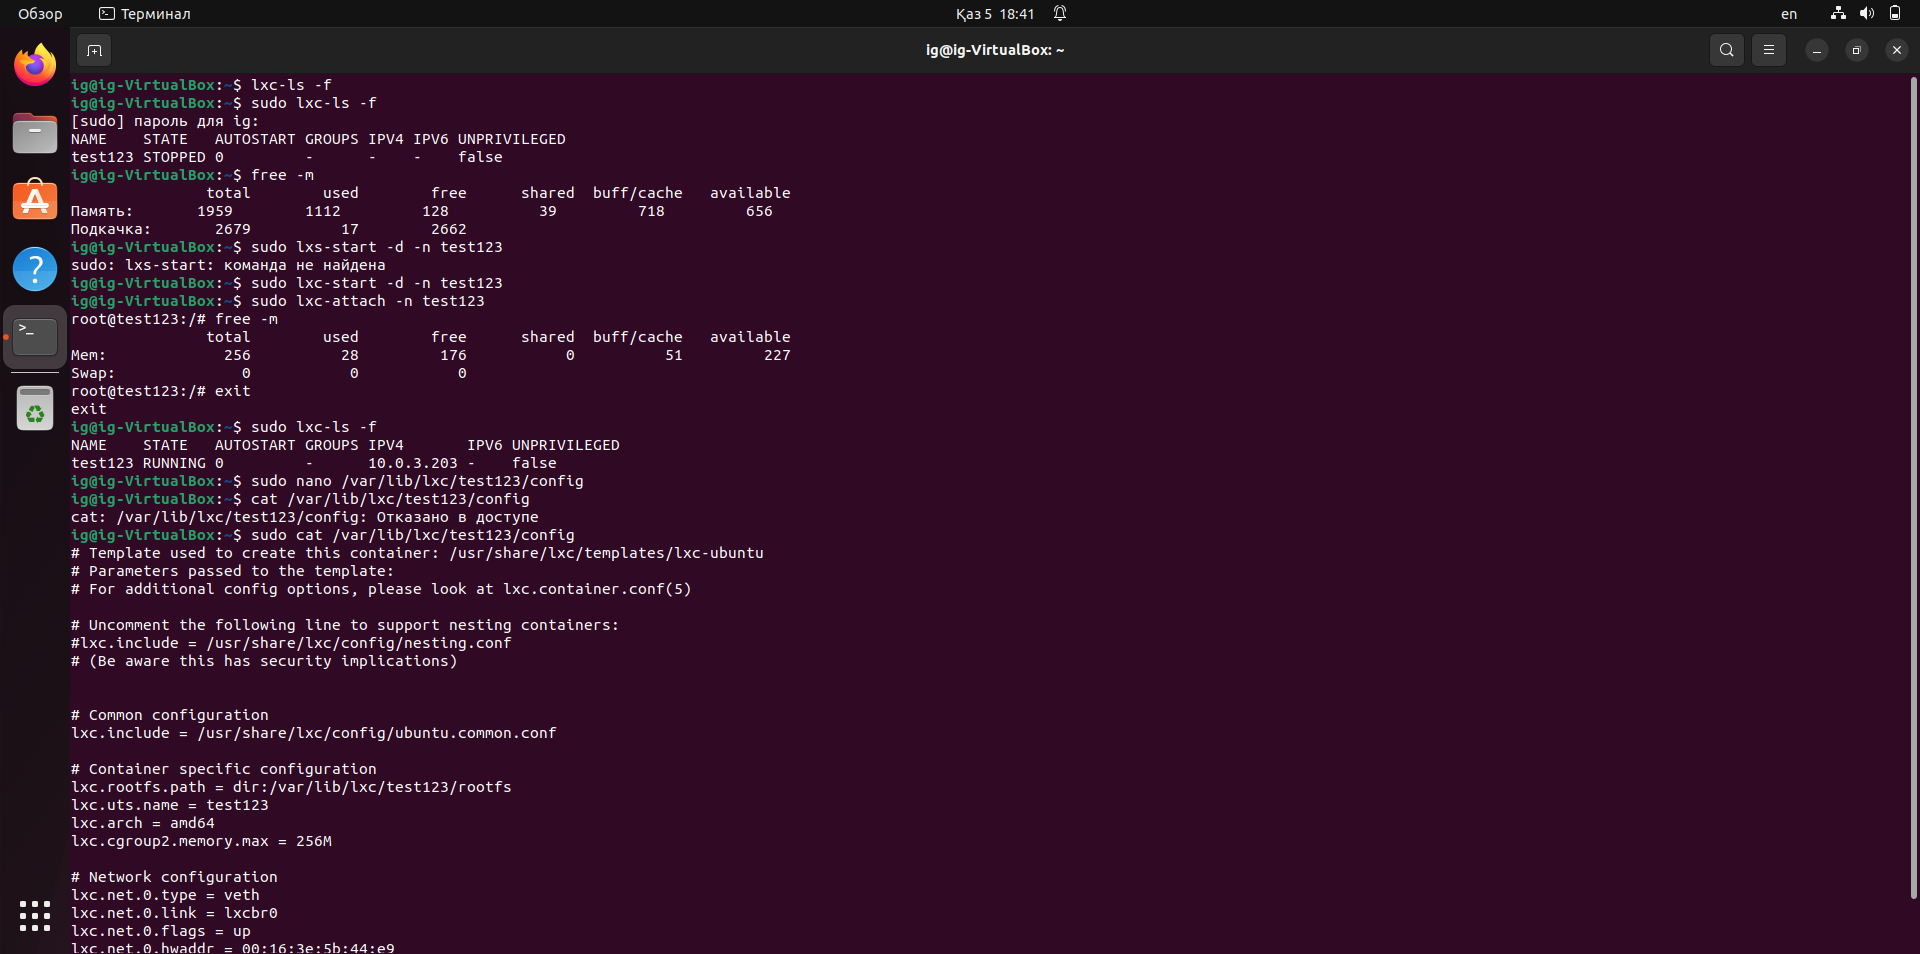 Обзор
Терминал
Қаз 5 18:41
en
ig@ig-VirtualBox: ~
ig@ig-VirtualBox:~$ lxc-ls -f
ig@ig-VirtualBox:~$ sudo lxc-ls -f
[sudo] пароль для ig:
NAME    STATE   AUTOSTART GROUPS IPV4 IPV6 UNPRIVILEGED
test123 STOPPED 0         -      -    -    false
ig@ig-VirtualBox:~$ free -m
               total        used        free      shared  buff/cache   available
Память:       1959        1112         128          39         718         656
Подкачка:       2679          17        2662
ig@ig-VirtualBox:~$ sudo lxs-start -d -n test123
sudo: lxs-start: команда не найдена
ig@ig-VirtualBox:~$ sudo lxc-start -d -n test123
ig@ig-VirtualBox:~$ sudo lxc-attach -n test123
root@test123:/# free -m
               total        used        free      shared  buff/cache   available
Mem:             256          28         176           0          51         227
Swap:              0           0           0
root@test123:/# exit
exit
ig@ig-VirtualBox:~$ sudo lxc-ls -f
NAME    STATE   AUTOSTART GROUPS IPV4       IPV6 UNPRIVILEGED
test123 RUNNING 0         -      10.0.3.203 -    false
ig@ig-VirtualBox:~$ sudo nano /var/lib/lxc/test123/config
ig@ig-VirtualBox:~$ cat /var/lib/lxc/test123/config
cat: /var/lib/lxc/test123/config: Отказано в доступе
ig@ig-VirtualBox:~$ sudo cat /var/lib/lxc/test123/config
# Template used to create this container: /usr/share/lxc/templates/lxc-ubuntu
# Parameters passed to the template:
# For additional config options, please look at lxc.container.conf(5)
# Uncomment the following line to support nesting containers:
#lxc.include = /usr/share/lxc/config/nesting.conf
# (Be aware this has security implications)
# Common configuration
lxc.include = /usr/share/lxc/config/ubuntu.common.conf
# Container specific configuration
lxc.rootfs.path = dir:/var/lib/lxc/test123/rootfs
lxc.uts.name = test123
lxc.arch = amd64
lxc.cgroup2.memory.max = 256M
# Network configuration
lxc.net.0.type = veth
lxc.net.0.link = lxcbr0
lxc.net.0.flags = up
lxc.net.0.hwaddr = 00:16:3e:5b:44:e9